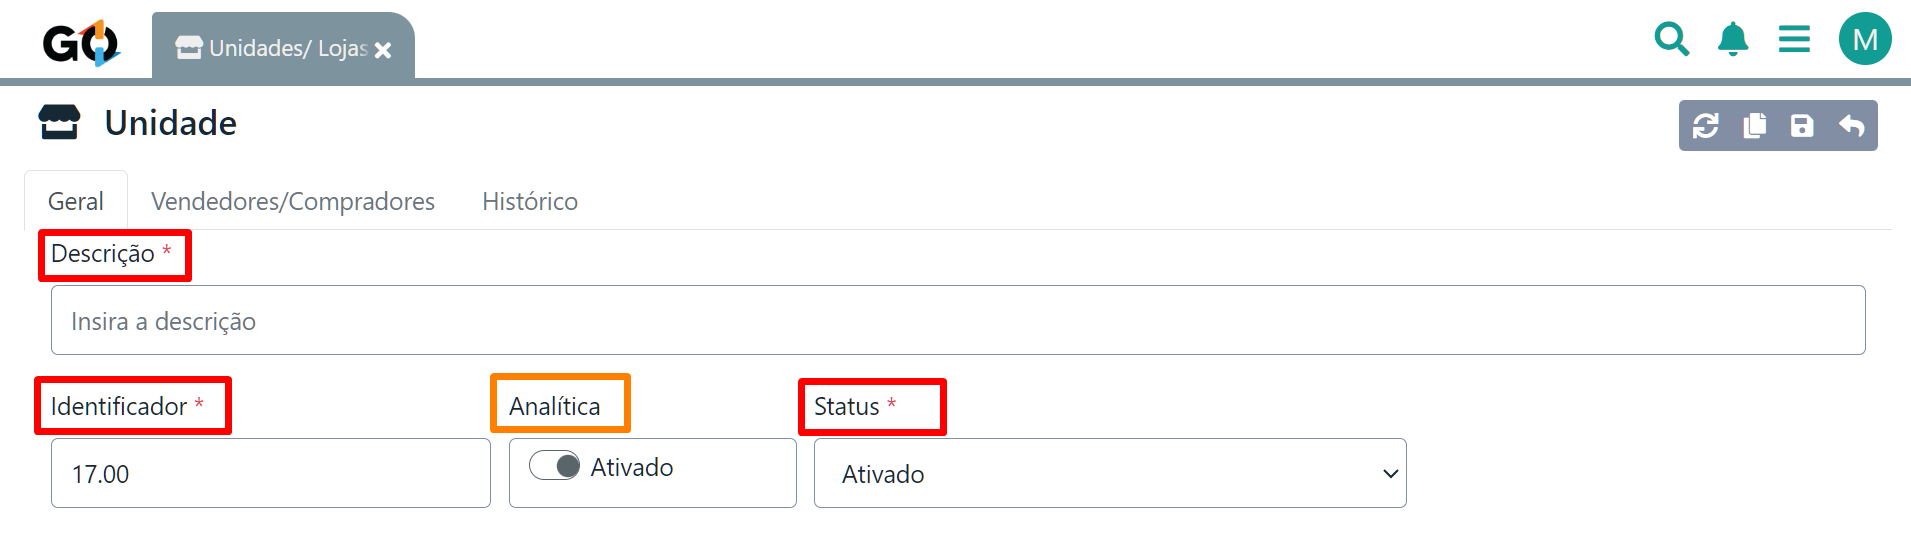 GO
Unidades/ Lojas
M
Unidade
Geral
Vendedores/Compradores
Histórico
Descrição *
Insira a descrição
Identificador *
Analítica
Status *
17.00
Ativado
Ativado